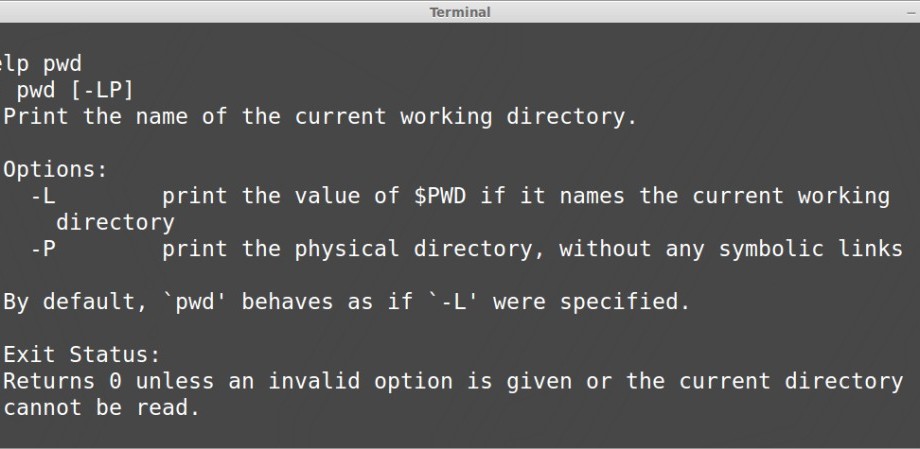 Terminal
elp pwd
pwd [-LP]
Print the name of the current working directory.
Options:
-L print the value of $PWD if it names the current working
directory
-P print the physical directory, without any symbolic links
By default, `pwd' behaves as if `-L' were specified.
Exit Status:
Returns 0 unless an invalid option is given or the current directory
cannot be read.